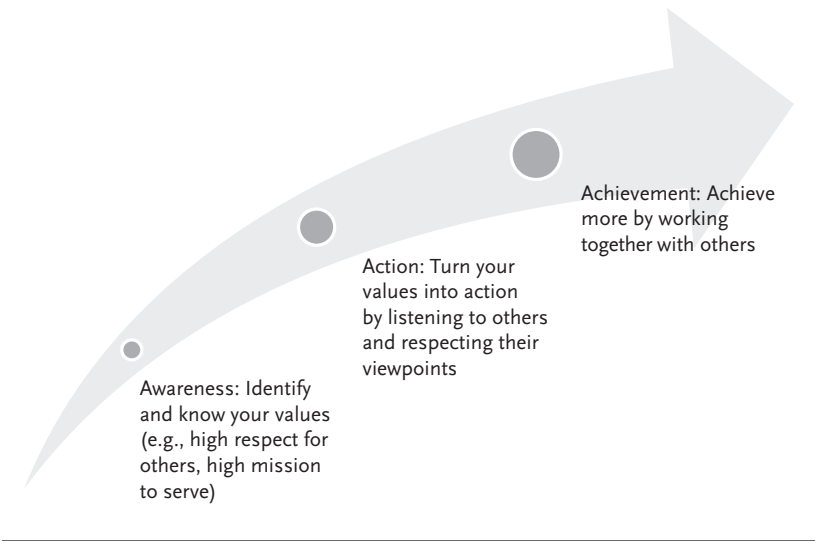 Achievement: Achieve
more by working
together with others
Action: Turn your
values into action
by listening to others
and respecting their
viewpoints
Awareness: Identify
and know your values
(e.g., high respect for
others, high mission
to serve)